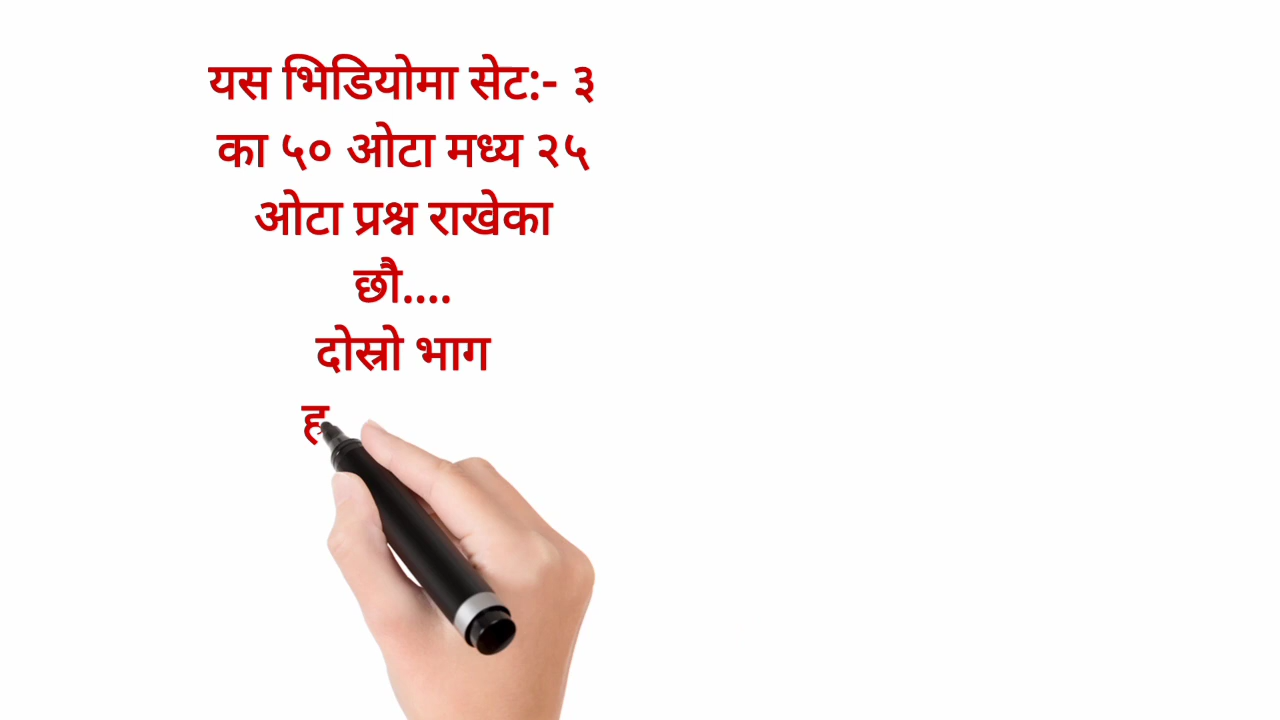 यस भिडियोमा सेट:- ३
का ५० ओटा मध्य २५
ओटा प्रश्न राखेका
छौ....
दोस्रो भाग